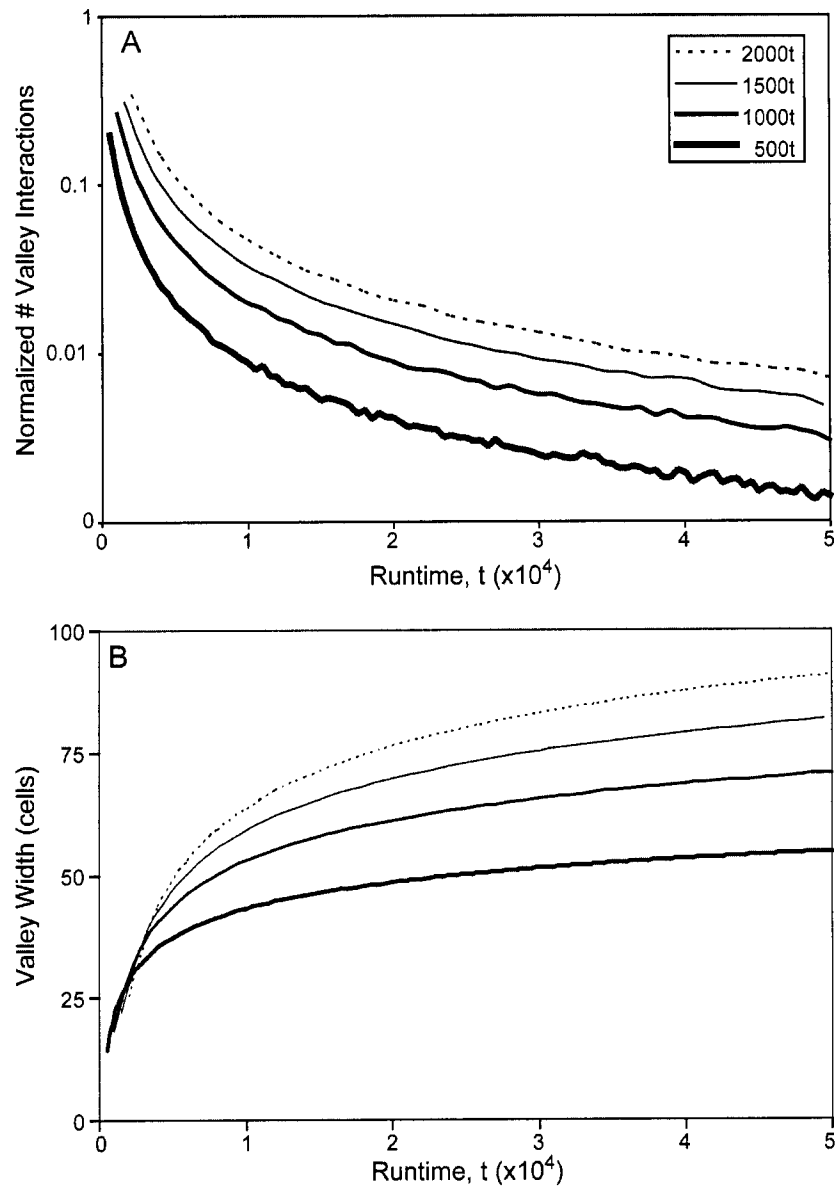 A
1
0.1
0.01
0
Normalized # Valley Interactions
2000t
1500t
1000t
500t
0
1
2
3
4
5
Runtime, t (x10⁴)
B
100
75
50
25
0
Valley Width (cells)
0
1
2
3
4
5
Runtime, t (x10⁴)